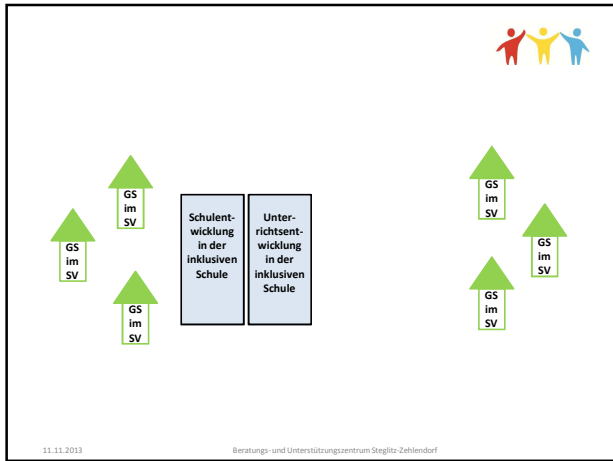 GS
im
SV
GS
im
SV
GS
im
SV
Schulent-
wicklung
in der
inklusiven
Schule
Unter-
richtsent-
wicklung
in der
inklusiven
Schule
GS
im
SV
GS
im
SV
GS
im
SV
11.11.2013
Beratungs- und Unterstützungszentrum Steglitz-Zehlendorf